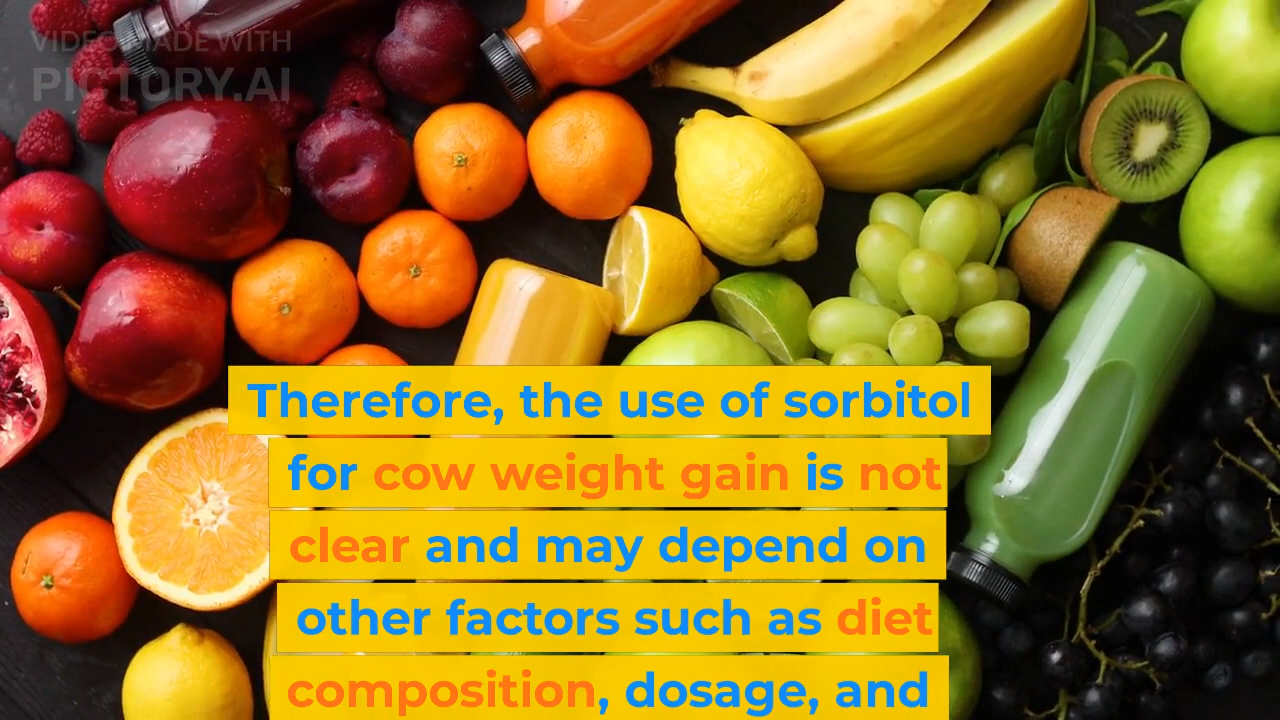 VIDEO MADE WITH
PICTORY.AI
Therefore, the use of sorbitol
for cow weight gain is not
clear and may depend on
other factors such as diet
composition, dosage, and